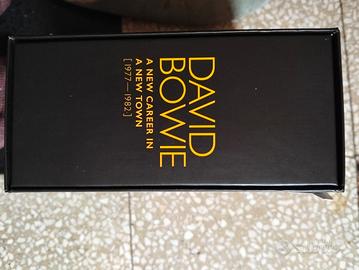 DAVID
BOWIE
A NEW CAREER IN
A NEW TOWN
[1977—1982]